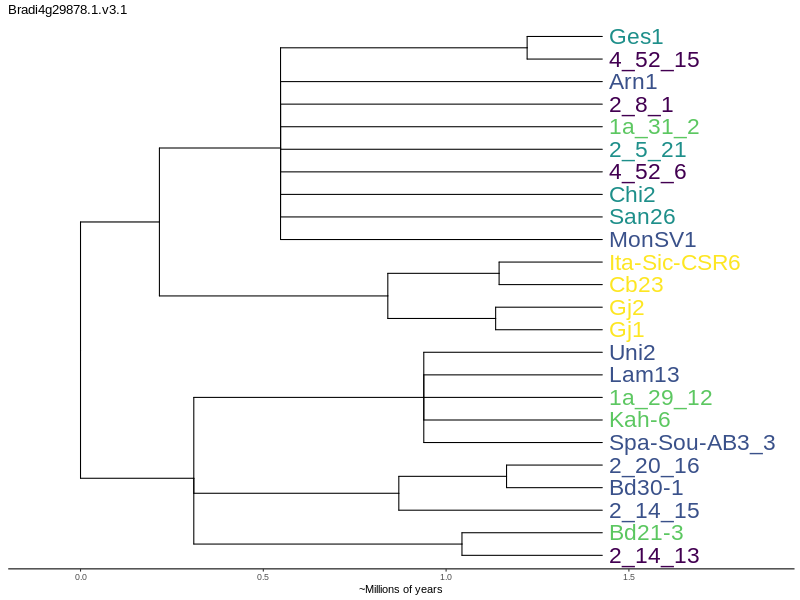 Bradi4g29878.1.v3.1
Ges1
4_52_15
Arn1
2_8_1
1a_31_2
2_5_21
4_52_6
Chi2
San26
MonSV1
Ita-Sic-CSR6
Cb23
Gj2
Gj1
Uni2
Lam13
1a_29_12
Kah-6
Spa-Sou-AB3_3
2_20_16
Bd30-1
2_14_15
Bd21-3
2_14_13
0.0 0.5 1.0 1.5
~Millions of years